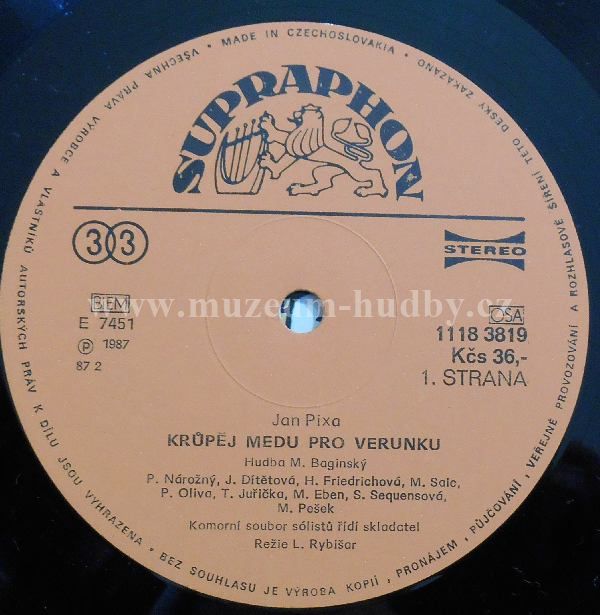 VŠECHNA PRÁVA VÝROBCE A VLASTNÍKŮ AUTORSKÝCH PRÁV K DÍLU JSOU VYHRAZENA • BEZ SOUHLASU JE VÝROBA KOPIÍ, PRONÁJEM, PŮJČOVÁNÍ, VEŘEJNÉ PROVOZOVÁNÍ A ROZHLASOVÉ ŠÍŘENÍ TÉTO DESKY ZAKÁZÁNO • MADE IN CZECHOSLOVAKIA •
SUPRAPHON
33
STEREO
www.muzeum-hudby.cz
BIEM
E 7451
Ⓟ 1987
87 2
OSA
1118 3819
Kčs 36,-
1. STRANA
Jan Pixa
KRŮPĚJ MEDU PRO VERUNKU
Hudba M. Baginský
P. Nárožný, J. Dítětová, H. Friedrichová, M. Saic,
P. Oliva, T. Juřička, M. Eben, S. Sequensová,
M. Pešek
Komorní soubor sólistů řídí skladatel
Režie L. Rybišar